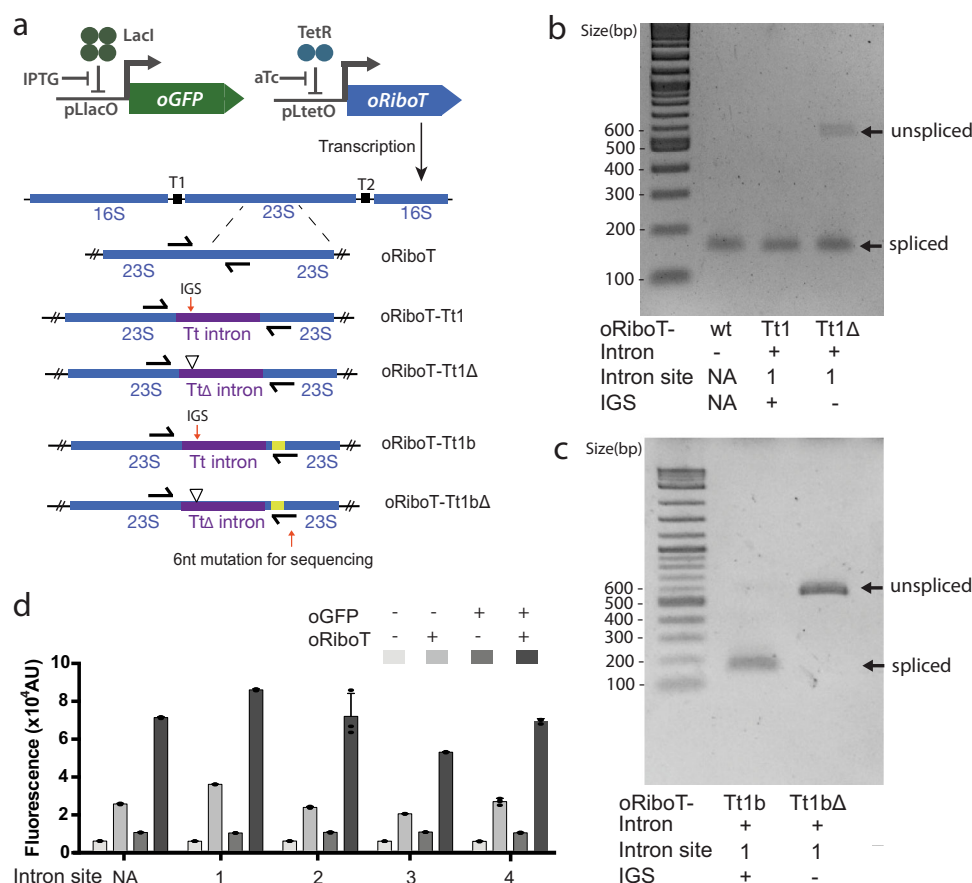 a
LacI
IPTG
pLlacO
oGFP
TetR
aTc
pLtetO
oRiboT
Transcription
T1
T2
16S
23S
16S
oRiboT
23S
23S
IGS
oRiboT-Tt1
23S
Tt intron
23S
oRiboT-Tt1Δ
23S
TtΔ intron
23S
IGS
oRiboT-Tt1b
23S
Tt intron
23S
oRiboT-Tt1bΔ
23S
TtΔ intron
23S
6nt mutation for sequencing
b
Size(bp)
600 -
500 -
400 -
300 -
200 -
100 -
unspliced
spliced
oRiboT- wt Tt1 Tt1Δ
Intron - + +
Intron site NA 1 1
IGS NA + -
c
Size(bp)
600 -
500 -
400 -
300 -
200 -
100 -
unspliced
spliced
oRiboT- Tt1b Tt1bΔ
Intron + +
Intron site 1 1
IGS + -
d
oGFP - - + +
oRiboT - + - +
Fluorescence (x10⁴AU)
10
8
6
4
2
0
Intron site NA 1 2 3 4